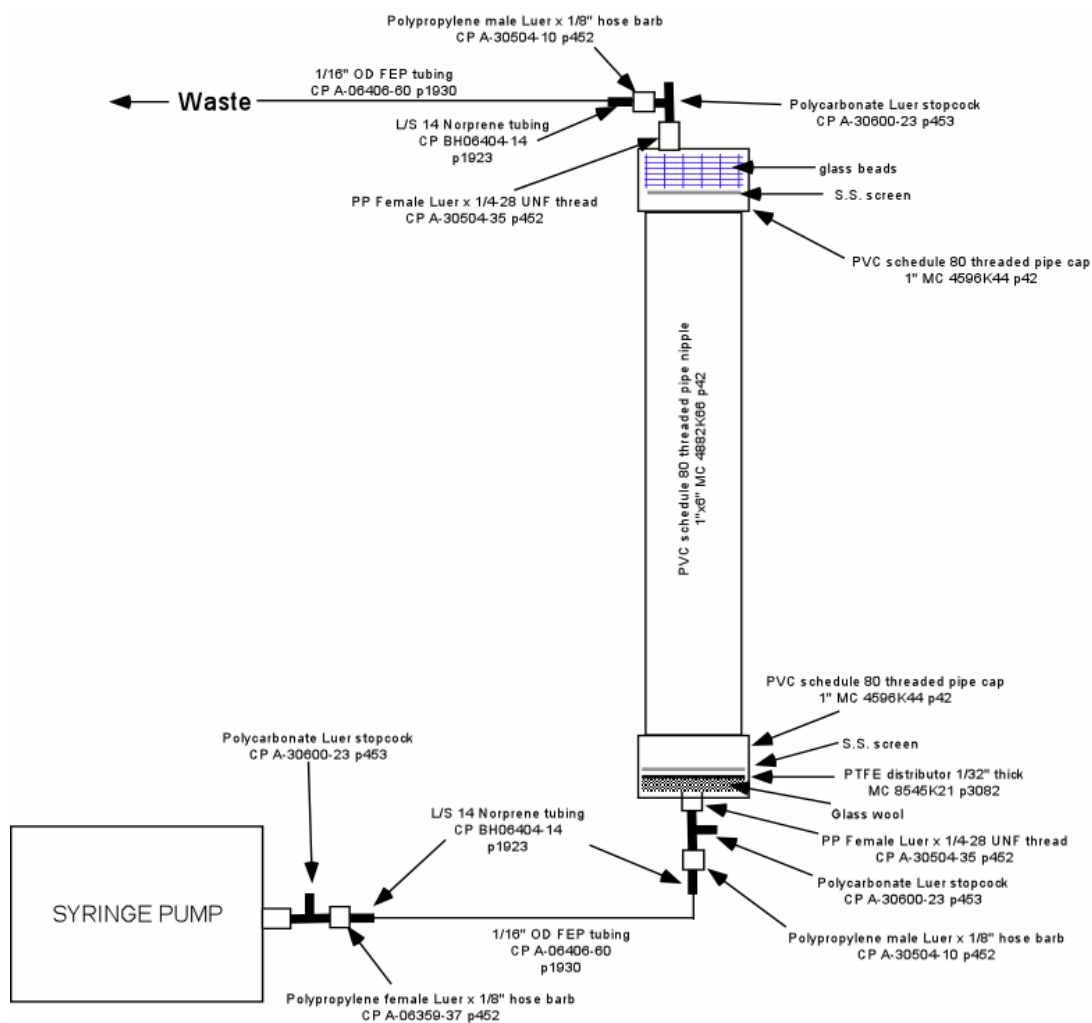 Polypropylene male Luer x 1/8" hose barb
CP A-30504-10 p452
1/16" OD FEP tubing
CP A-06406-60 p1930
Waste
Polycarbonate Luer stopcock
CP A-30600-23 p453
L/S 14 Norprene tubing
CP BH06404-14
p1923
glass beads
S.S. screen
PP Female Luer x 1/4-28 UNF thread
CP A-30504-35 p452
PVC schedule 80 threaded pipe cap
1" MC 4596K44 p42
PVC schedule 80 threaded pipe nipple
1"x6" MC 4882K66 p42
PVC schedule 80 threaded pipe cap
1" MC 4596K44 p42
Polycarbonate Luer stopcock
CP A-30600-23 p453
S.S. screen
PTFE distributor 1/32" thick
MC 8545K21 p3082
Glass wool
L/S 14 Norprene tubing
CP BH06404-14
p1923
PP Female Luer x 1/4-28 UNF thread
CP A-30504-35 p452
Polycarbonate Luer stopcock
CP A-30600-23 p453
SYRINGE PUMP
1/16" OD FEP tubing
CP A-06406-60
p1930
Polypropylene male Luer x 1/8" hose barb
CP A-30504-10 p452
Polypropylene female Luer x 1/8" hose barb
CP A-06359-37 p452